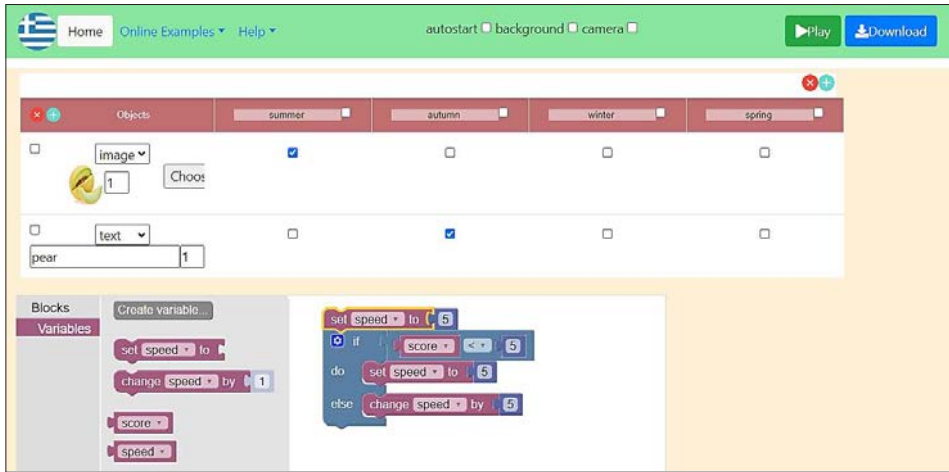 Home Online Examples Help autostart background camera Play Download
Objects summer autumn winter spring
image
1 Choos
text
pear 1
Blocks
Variables
Create variable...
set speed to
change speed by 1
score
speed
set speed to 5
if score < 5
do set speed to 5
else change speed by 5